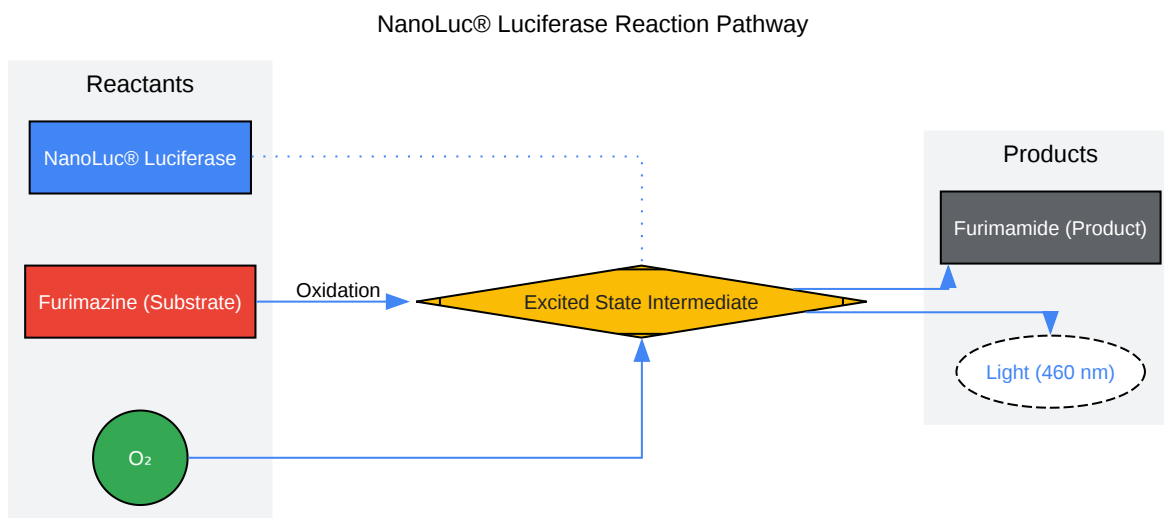 NanoLuc® Luciferase Reaction Pathway
Reactants
NanoLuc® Luciferase
Furimazine (Substrate)
O₂
Oxidation
Excited State Intermediate
Products
Furimamide (Product)
Light (460 nm)